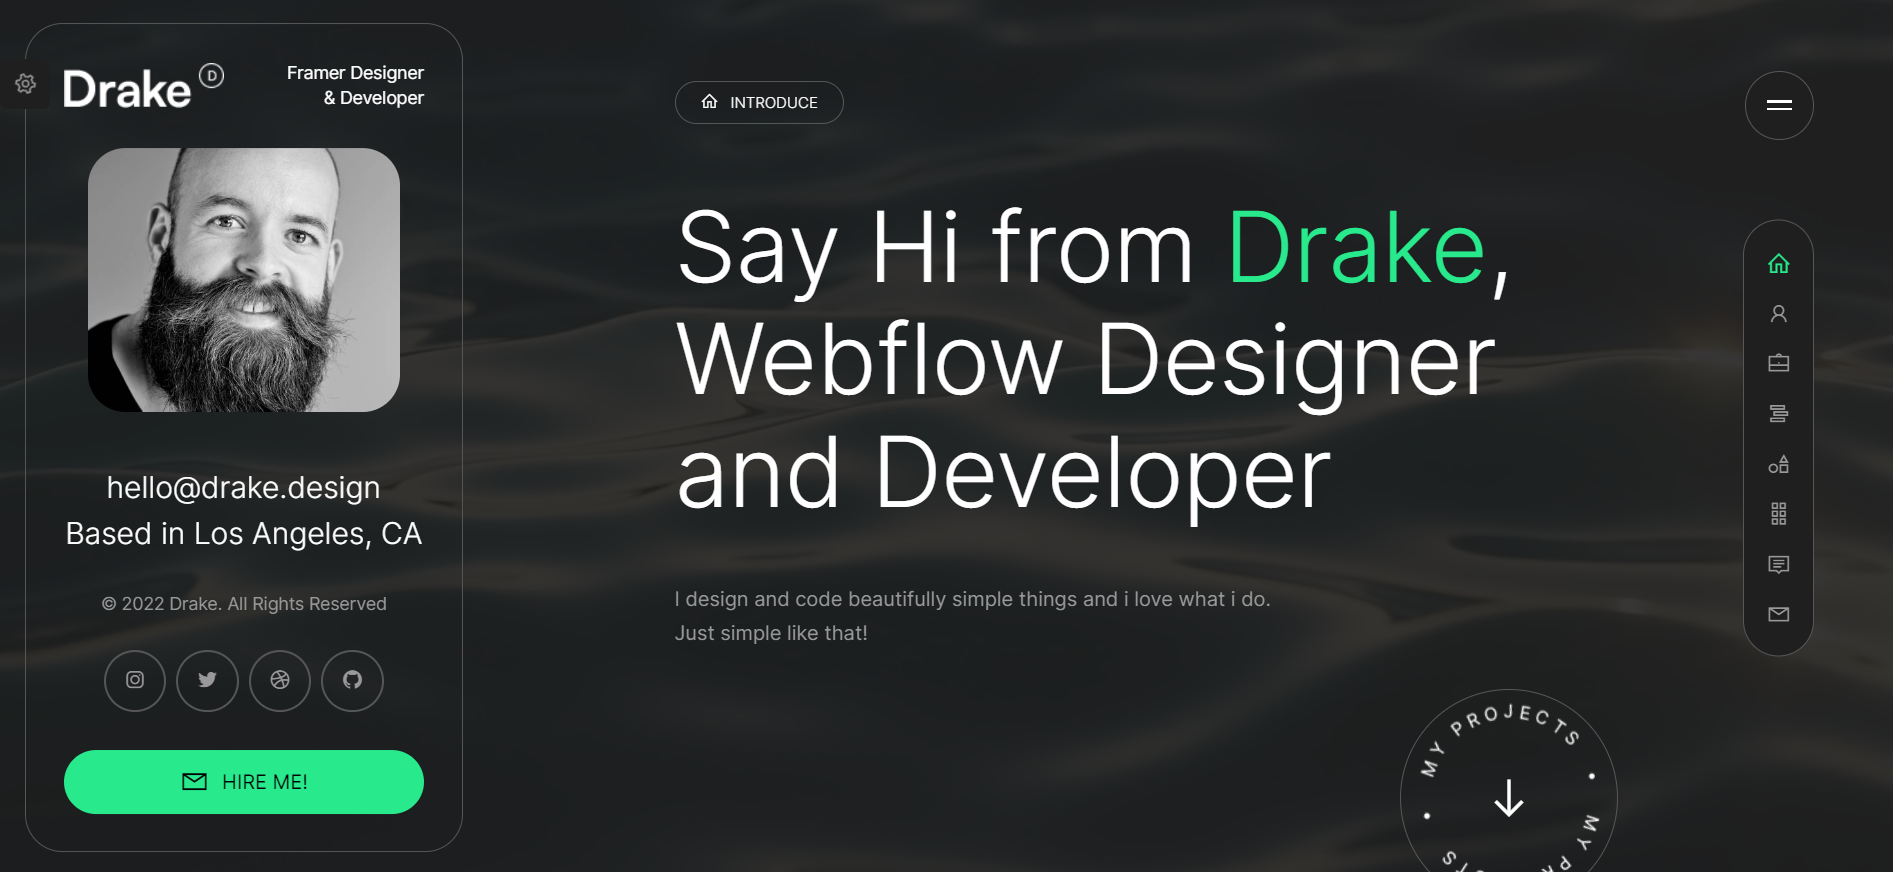 Drake D
Framer Designer
& Developer
hello@drake.design
Based in Los Angeles, CA
© 2022 Drake. All Rights Reserved
HIRE ME!
INTRODUCE
Say Hi from Drake,
Webflow Designer
and Developer
I design and code beautifully simple things and i love what i do.
Just simple like that!
MY PROJECTS • MY PR
TS •